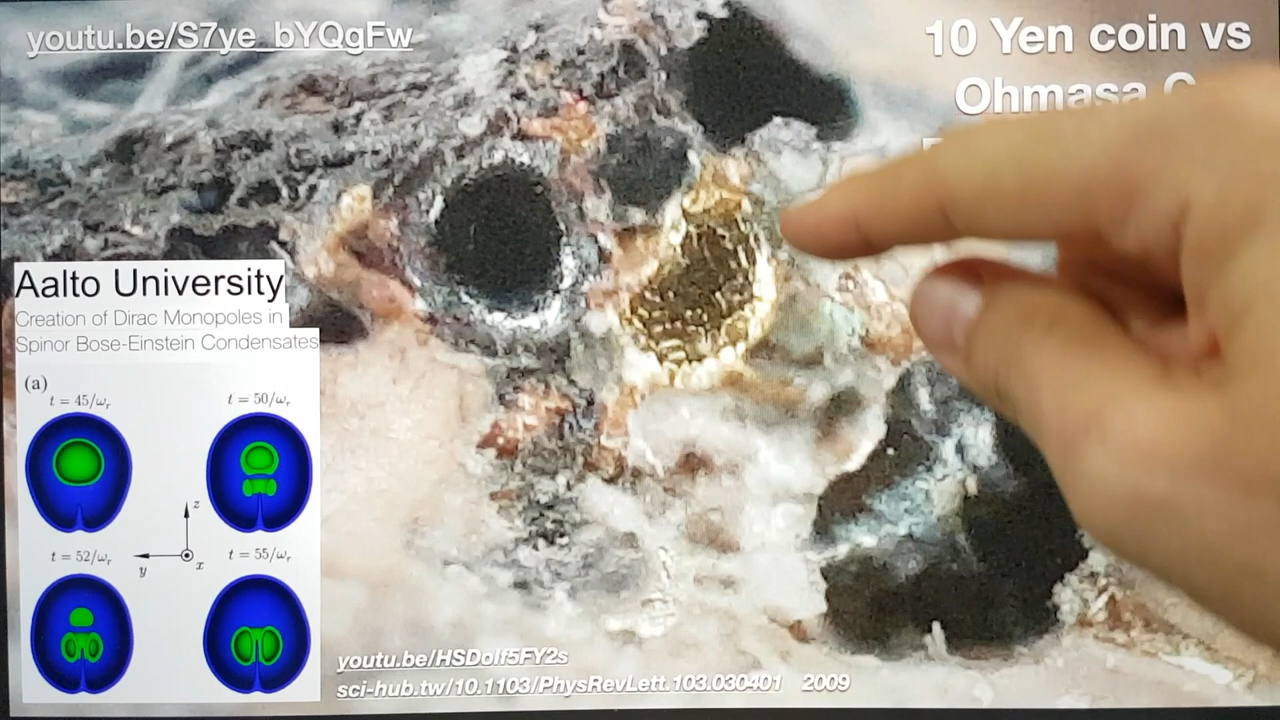 youtu.be/S7ye_bYQgFw
10 Yen coin vs
Ohmasa
Aalto University
Creation of Dirac Monopoles in
Spinor Bose-Einstein Condensates
(a)
t = 45/ωᵣ
t = 50/ωᵣ
z
t = 52/ωᵣ
t = 55/ωᵣ
y
x
youtu.be/HSDolf5FY2s
sci-hub.tw/10.1103/PhysRevLett.103.030401 2009